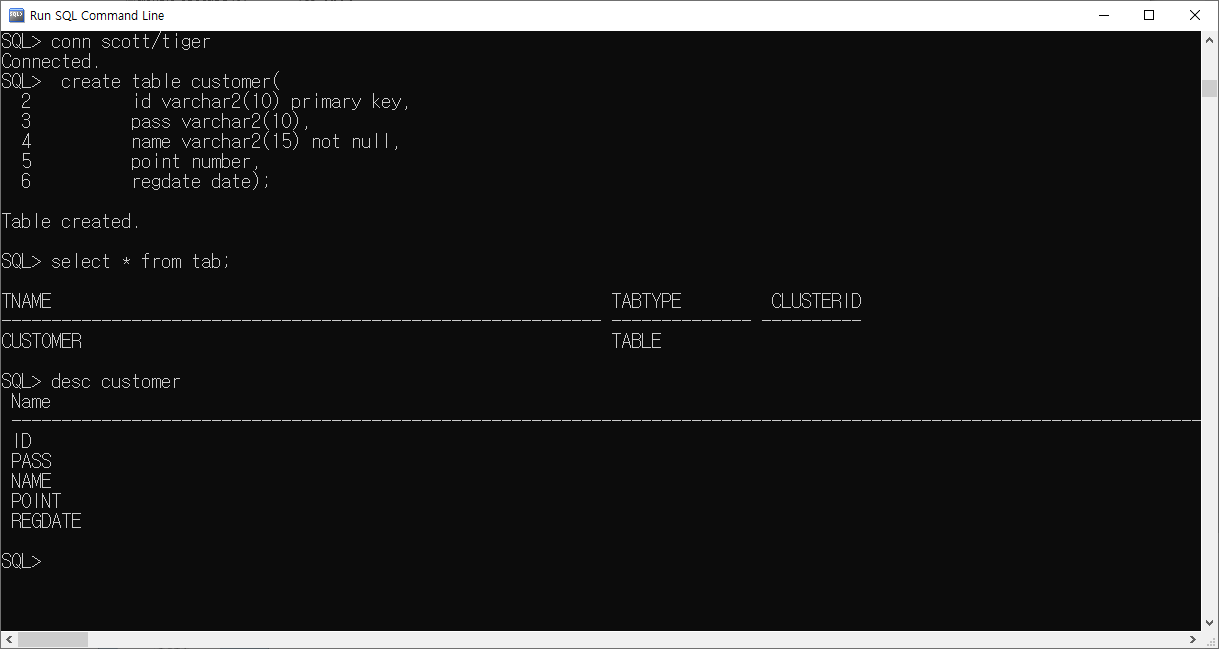 Run SQL Command Line
SQL> conn scott/tiger
Connected.
SQL>  create table customer(
  2          id varchar2(10) primary key,
  3          pass varchar2(10),
  4          name varchar2(15) not null,
  5          point number,
  6          regdate date);
Table created.
SQL> select * from tab;
TNAME                                                        TABTYPE         CLUSTERID
------------------------------------------------------------ -------------- ----------
CUSTOMER                                                     TABLE
SQL> desc customer
 Name
 -----------------------------------------------------------------------------------------------------------------------
 ID
 PASS
 NAME
 POINT
 REGDATE
SQL>